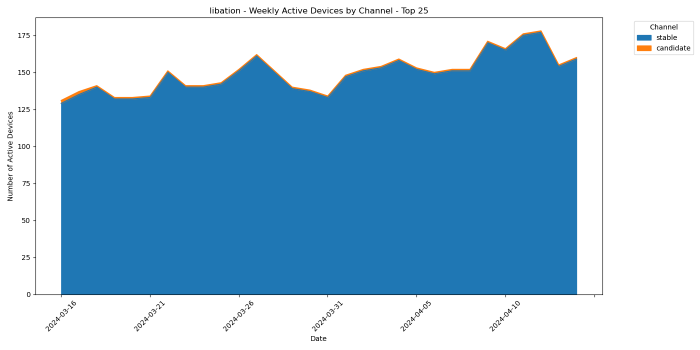 libation - Weekly Active Devices by Channel - Top 25
Channel
stable
candidate
Number of Active Devices
175
150
125
100
75
50
25
0
2024-03-16
2024-03-21
2024-03-26
2024-03-31
2024-04-05
2024-04-10
Date